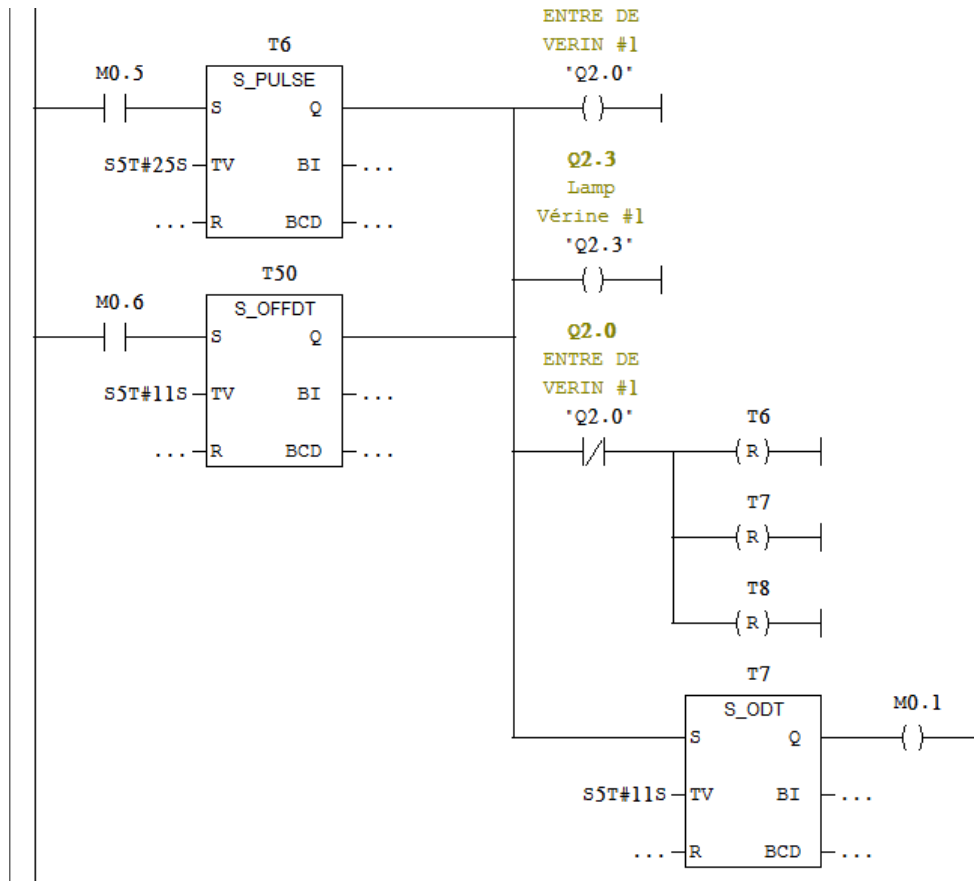 ENTRE DE
VERIN #1
"Q2.0"
T6
M0.5
S_PULSE
S Q
S5T#25S TV BI ...
... R BCD ...
Q2.3
Lamp
Vérine #1
"Q2.3"
T50
M0.6
S_OFFDT
S Q
S5T#11S TV BI ...
... R BCD ...
Q2.0
ENTRE DE
VERIN #1
"Q2.0"
T6
R
T7
R
T8
R
T7
S_ODT
M0.1
S Q
S5T#11S TV BI ...
... R BCD ...